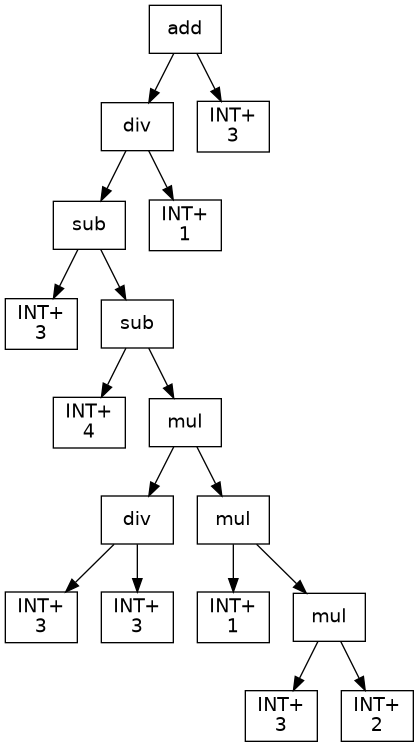 add
div
INT+
3
sub
INT+
1
INT+
3
sub
INT+
4
mul
div
mul
INT+
3
INT+
3
INT+
1
mul
INT+
3
INT+
2